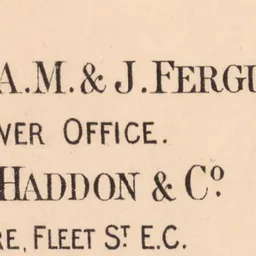 A. M. & J. FERGU
VER OFFICE.
HADDON & Co.
RE, FLEET ST. E.C.